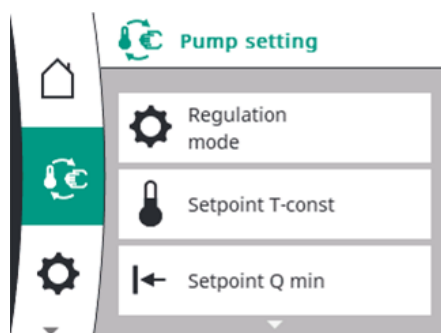 Pump setting
Regulation
mode
Setpoint T-const
Setpoint Q min